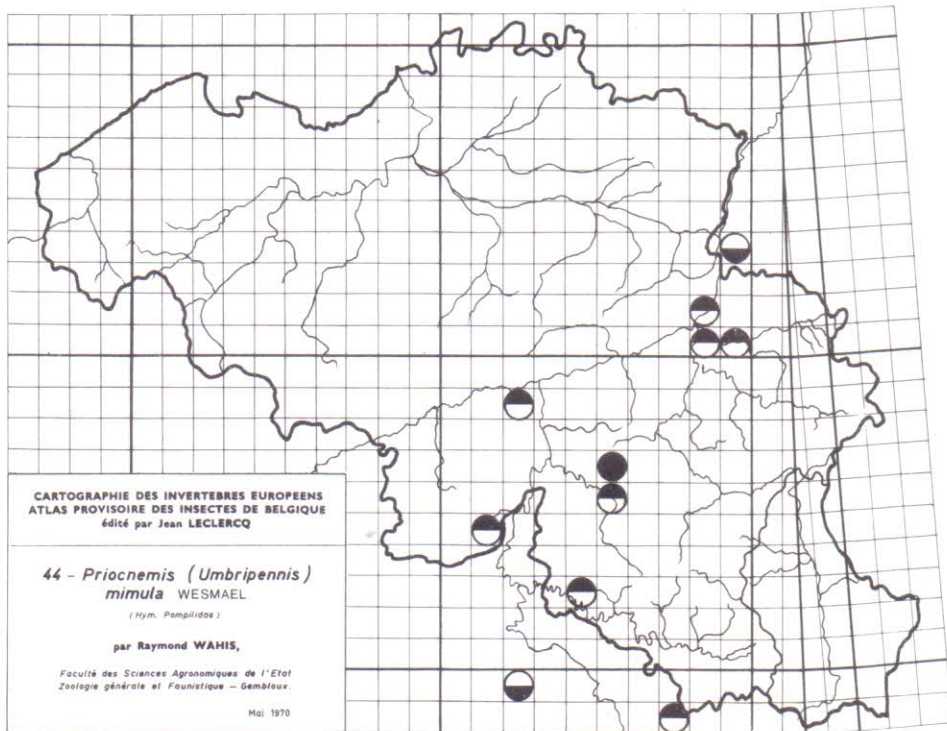 CARTOGRAPHIE DES INVERTEBRES EUROPEENS
ATLAS PROVISOIRE DES INSECTES DE BELGIQUE
édité par Jean LECLERCQ
44 - Priocnemis (Umbripennis)
mimula WESMAEL
(Hym. Pompilidae)
par Raymond WAHIS,
Faculté des Sciences Agronomiques de l'Etat
Zoologie générale et Faunistique - Gembloux.
Mai 1970